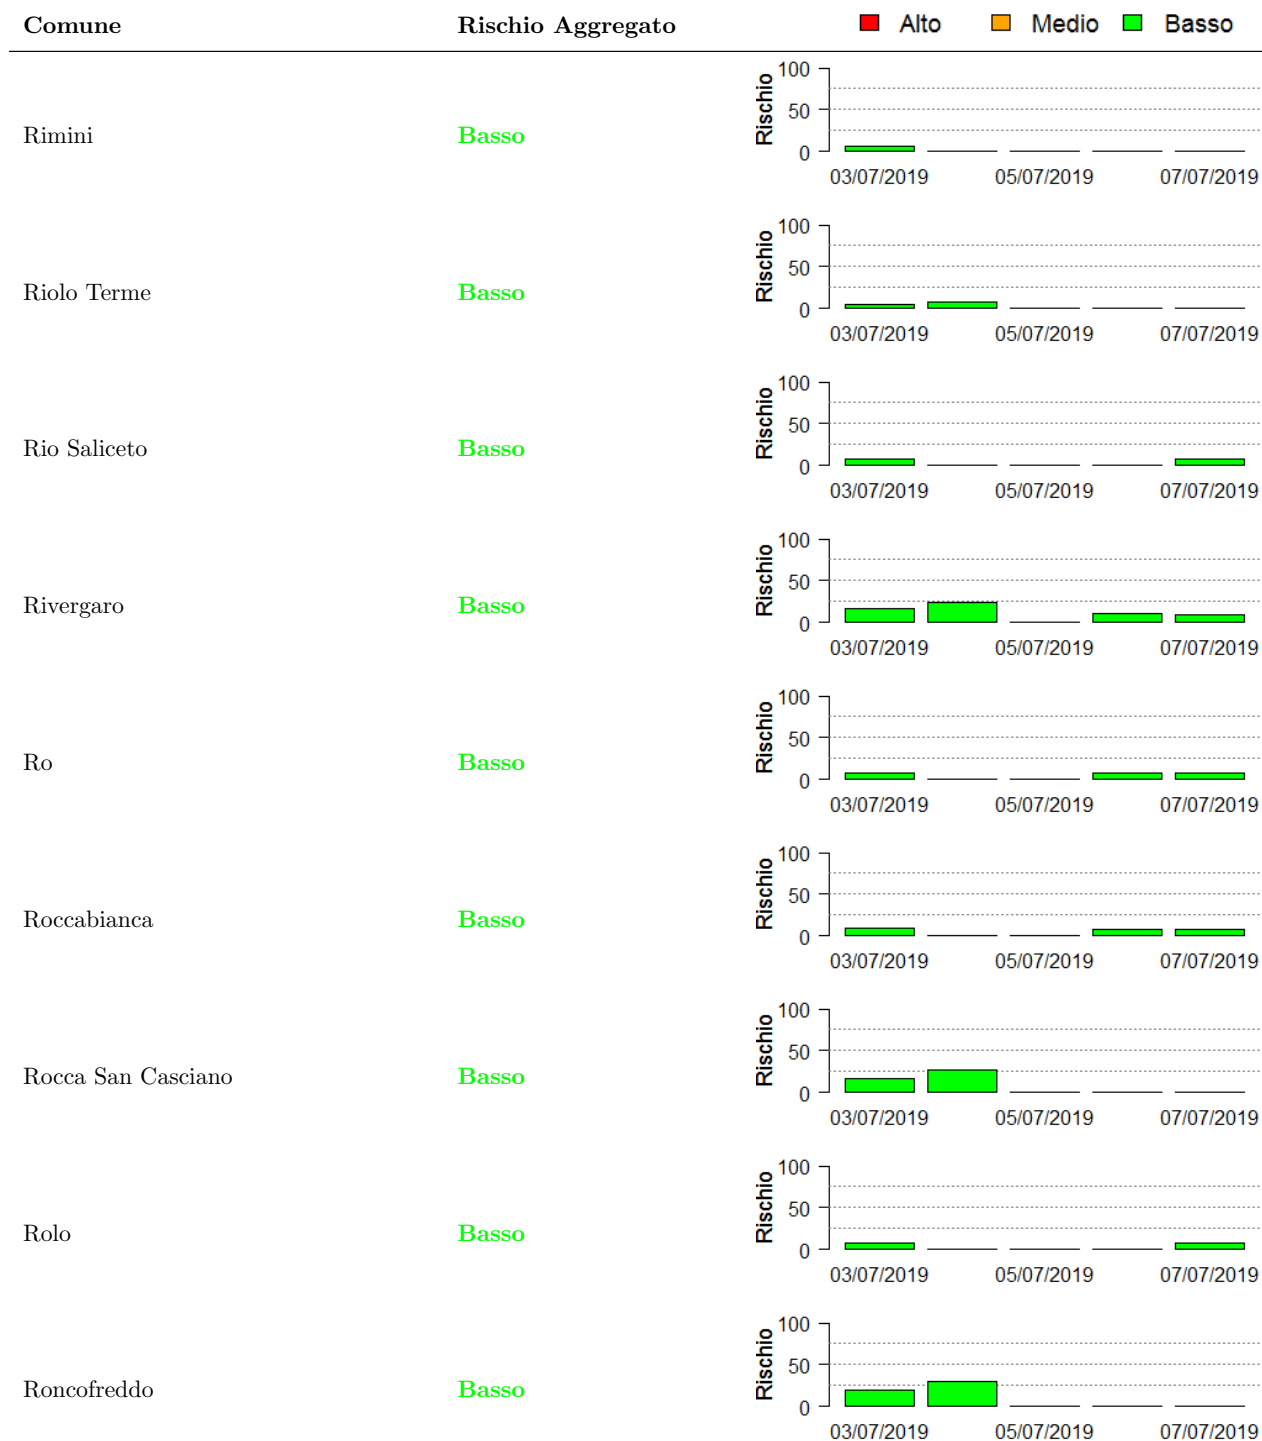 Comune Rischio Aggregato Alto Medio Basso
Rimini Basso
Rischio
100
50
0
03/07/2019 05/07/2019 07/07/2019
Riolo Terme Basso
Rischio
100
50
0
03/07/2019 05/07/2019 07/07/2019
Rio Saliceto Basso
Rischio
100
50
0
03/07/2019 05/07/2019 07/07/2019
Rivergaro Basso
Rischio
100
50
0
03/07/2019 05/07/2019 07/07/2019
Ro Basso
Rischio
100
50
0
03/07/2019 05/07/2019 07/07/2019
Roccabianca Basso
Rischio
100
50
0
03/07/2019 05/07/2019 07/07/2019
Rocca San Casciano Basso
Rischio
100
50
0
03/07/2019 05/07/2019 07/07/2019
Rolo Basso
Rischio
100
50
0
03/07/2019 05/07/2019 07/07/2019
Roncofreddo Basso
Rischio
100
50
0
03/07/2019 05/07/2019 07/07/2019